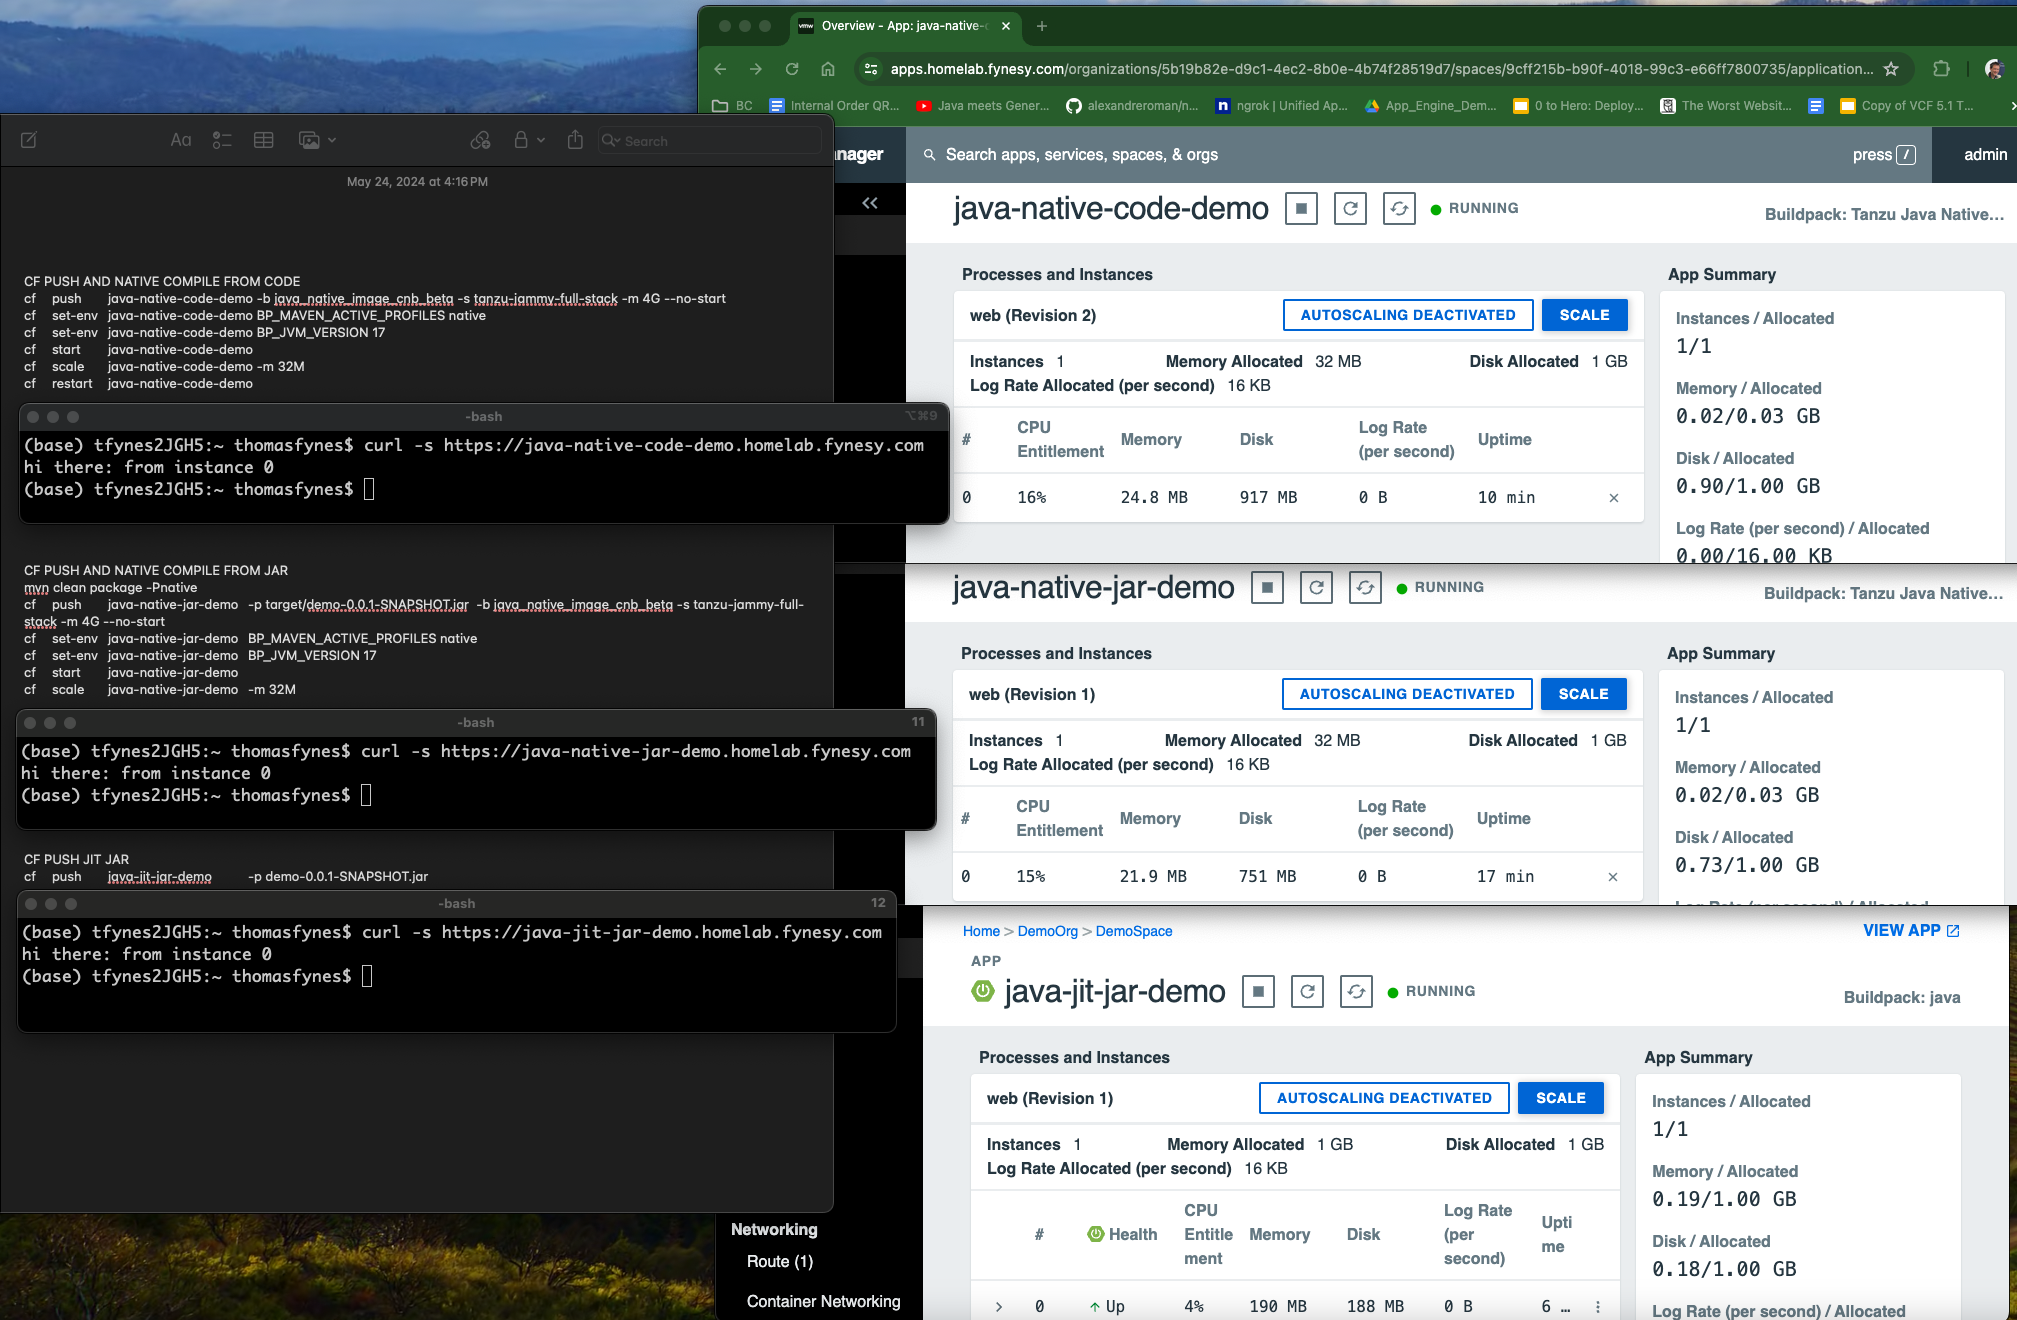 vmw Overview - App: java-native-c
apps.homelab.fynesy.com/organizations/5b19b82e-d9c1-4ec2-8b0e-4b74f28519d7/spaces/9cff215b-b90f-4018-99c3-e66ff7800735/application...
BC Internal Order QR... Java meets Gener... alexandreroman/n... ngrok | Unified Ap... App_Engine_Dem... 0 to Hero: Deploy... The Worst Websit... Copy of VCF 5.1 T...
Aa Search
May 24, 2024 at 4:16 PM
CF PUSH AND NATIVE COMPILE FROM CODE
cf push java-native-code-demo -b java_native_image_cnb_beta -s tanzu-jammy-full-stack -m 4G --no-start
cf set-env java-native-code-demo BP_MAVEN_ACTIVE_PROFILES native
cf set-env java-native-code-demo BP_JVM_VERSION 17
cf start java-native-code-demo
cf scale java-native-code-demo -m 32M
cf restart java-native-code-demo
-bash ⌥⌘9
(base) tfynes2JGH5:~ thomasfynes$ curl -s https://java-native-code-demo.homelab.fynesy.com
hi there: from instance 0
(base) tfynes2JGH5:~ thomasfynes$
CF PUSH AND NATIVE COMPILE FROM JAR
mvn clean package -Pnative
cf push java-native-jar-demo -p target/demo-0.0.1-SNAPSHOT.jar -b java_native_image_cnb_beta -s tanzu-jammy-full-
stack -m 4G --no-start
cf set-env java-native-jar-demo BP_MAVEN_ACTIVE_PROFILES native
cf set-env java-native-jar-demo BP_JVM_VERSION 17
cf start java-native-jar-demo
cf scale java-native-jar-demo -m 32M
-bash 11
(base) tfynes2JGH5:~ thomasfynes$ curl -s https://java-native-jar-demo.homelab.fynesy.com
hi there: from instance 0
(base) tfynes2JGH5:~ thomasfynes$
CF PUSH JIT JAR
cf push java-jit-jar-demo -p demo-0.0.1-SNAPSHOT.jar
-bash 12
(base) tfynes2JGH5:~ thomasfynes$ curl -s https://java-jit-jar-demo.homelab.fynesy.com
hi there: from instance 0
(base) tfynes2JGH5:~ thomasfynes$
nager Search apps, services, spaces, & orgs press / admin
java-native-code-demo RUNNING Buildpack: Tanzu Java Native...
Processes and Instances
web (Revision 2) AUTOSCALING DEACTIVATED SCALE
Instances 1 Memory Allocated 32 MB Disk Allocated 1 GB
Log Rate Allocated (per second) 16 KB
# CPU Entitlement Memory Disk Log Rate (per second) Uptime
0 16% 24.8 MB 917 MB 0 B 10 min
App Summary
Instances / Allocated
1/1
Memory / Allocated
0.02/0.03 GB
Disk / Allocated
0.90/1.00 GB
Log Rate (per second) / Allocated
0.00/16.00 KB
java-native-jar-demo RUNNING Buildpack: Tanzu Java Native...
Processes and Instances
web (Revision 1) AUTOSCALING DEACTIVATED SCALE
Instances 1 Memory Allocated 32 MB Disk Allocated 1 GB
Log Rate Allocated (per second) 16 KB
# CPU Entitlement Memory Disk Log Rate (per second) Uptime
0 15% 21.9 MB 751 MB 0 B 17 min
App Summary
Instances / Allocated
1/1
Memory / Allocated
0.02/0.03 GB
Disk / Allocated
0.73/1.00 GB
Home > DemoOrg > DemoSpace VIEW APP
APP
java-jit-jar-demo RUNNING Buildpack: java
Processes and Instances
web (Revision 1) AUTOSCALING DEACTIVATED SCALE
Instances 1 Memory Allocated 1 GB Disk Allocated 1 GB
Log Rate Allocated (per second) 16 KB
# Health CPU Entitle ment Memory Disk Log Rate (per second) Upti me
0 Up 4% 190 MB 188 MB 0 B 6 ...
App Summary
Instances / Allocated
1/1
Memory / Allocated
0.19/1.00 GB
Disk / Allocated
0.18/1.00 GB
Log Rate (per second) / Allocated
Networking
Route (1)
Container Networking